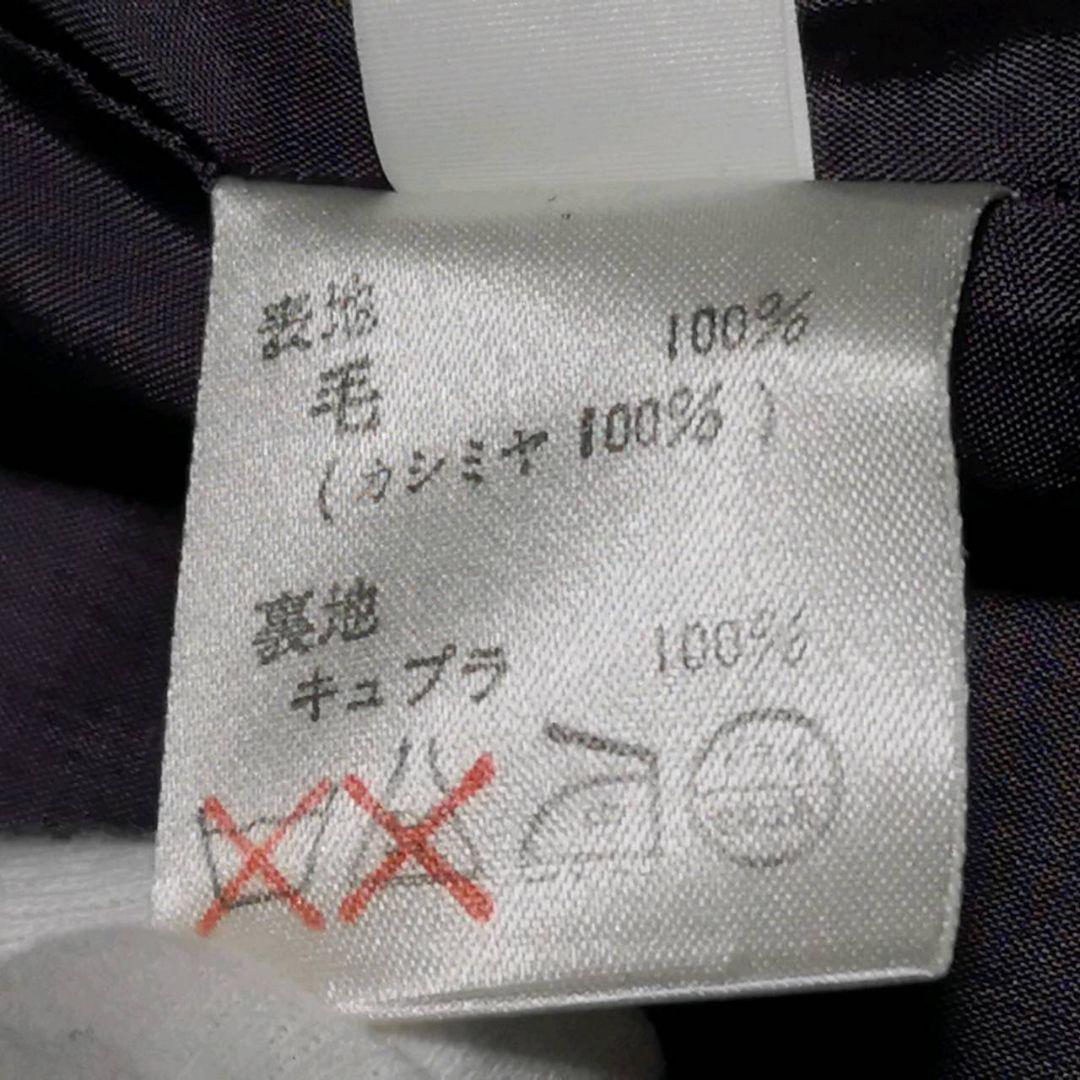 表地 100%
毛
(カシミヤ 100%)
裏地 100%
キュプラ